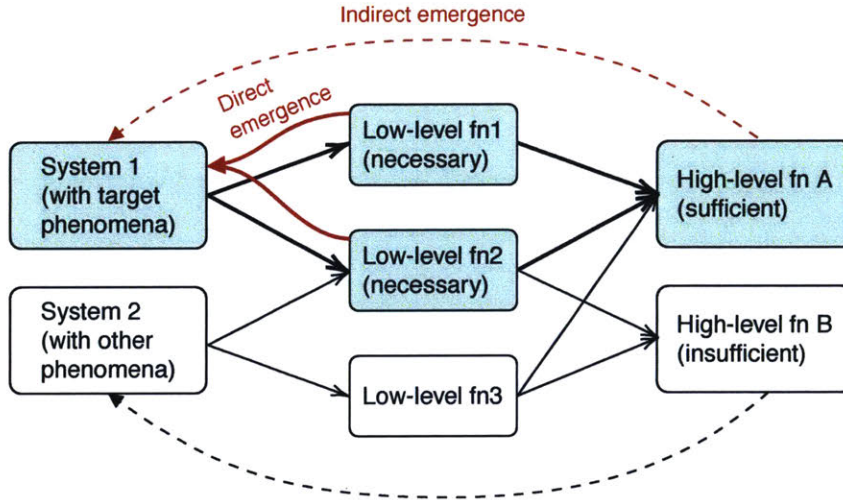 Indirect emergence
Direct
emergence
System 1
(with target
phenomena)
Low-level fn1
(necessary)
High-level fn A
(sufficient)
Low-level fn2
(necessary)
System 2
(with other
phenomena)
High-level fn B
(insufficient)
Low-level fn3